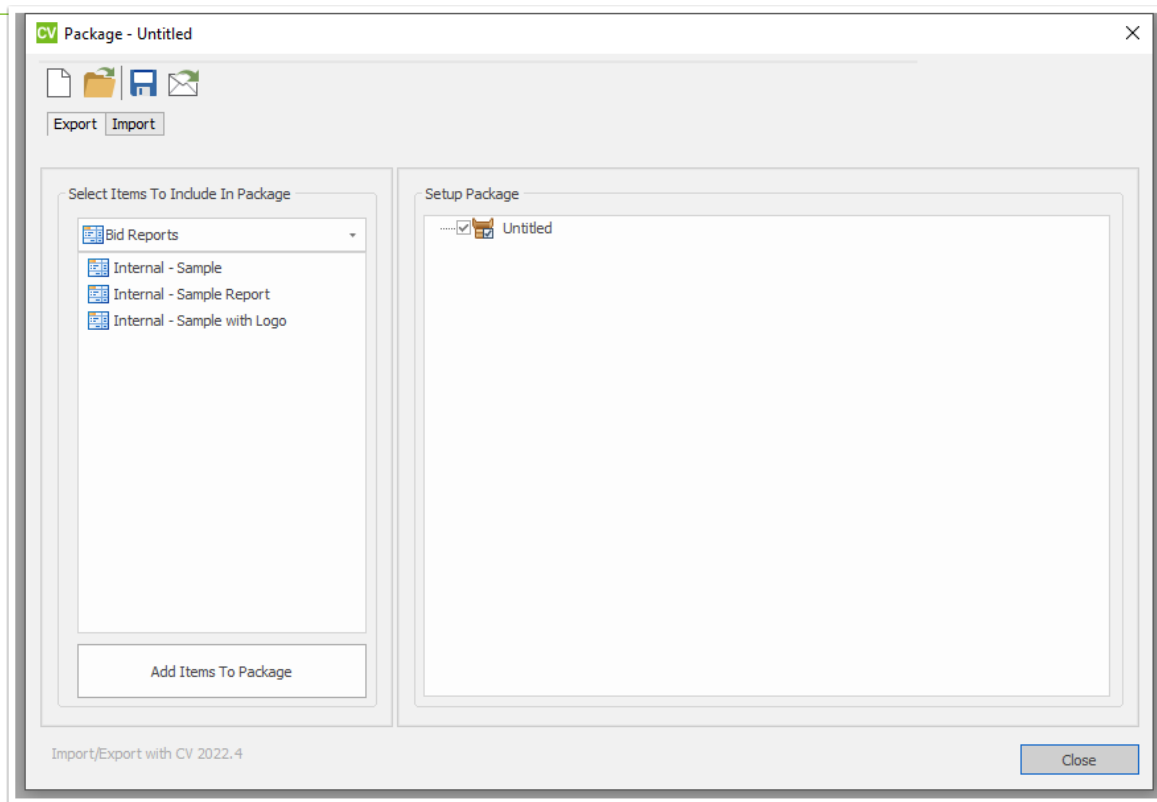 CV Package - Untitled
Export Import
Select Items To Include In Package
Bid Reports
Internal - Sample
Internal - Sample Report
Internal - Sample with Logo
Add Items To Package
Setup Package
Untitled
Import/Export with CV 2022.4
Close